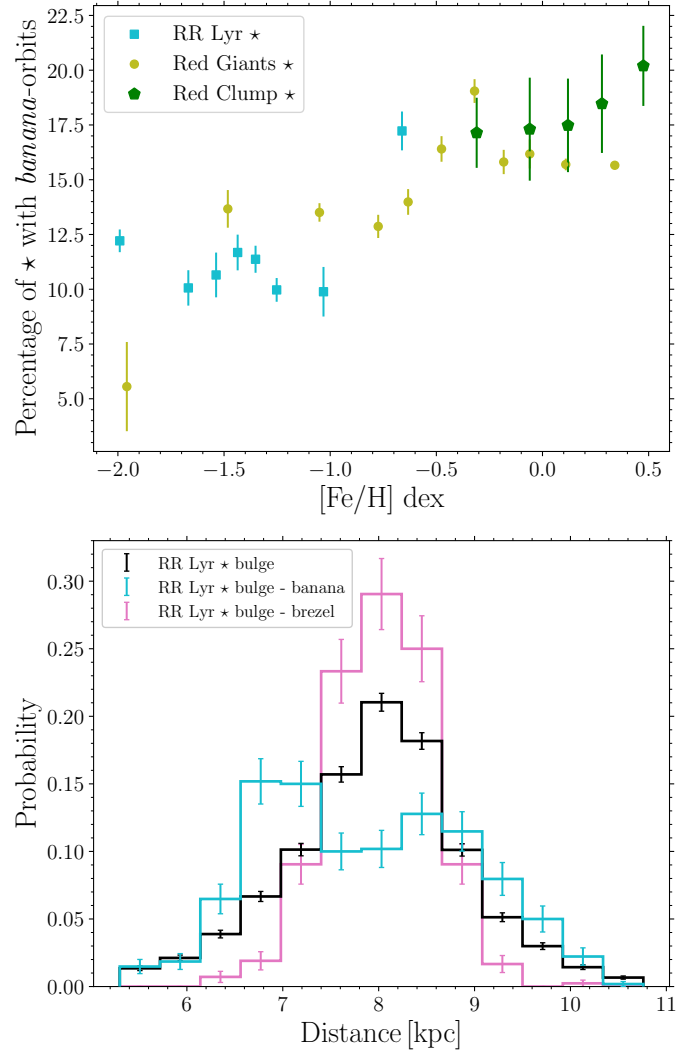 RR Lyr ⋆
Red Giants ⋆
Red Clump ⋆
22.5
20.0
17.5
15.0
12.5
10.0
7.5
5.0
Percentage of ⋆ with banana-orbits
−2.0 −1.5 −1.0 −0.5 0.0 0.5
[Fe/H] dex
RR Lyr ⋆ bulge
RR Lyr ⋆ bulge - banana
RR Lyr ⋆ bulge - brezel
0.30
0.25
0.20
0.15
0.10
0.05
0.00
Probability
6 7 8 9 10 11
Distance [kpc]